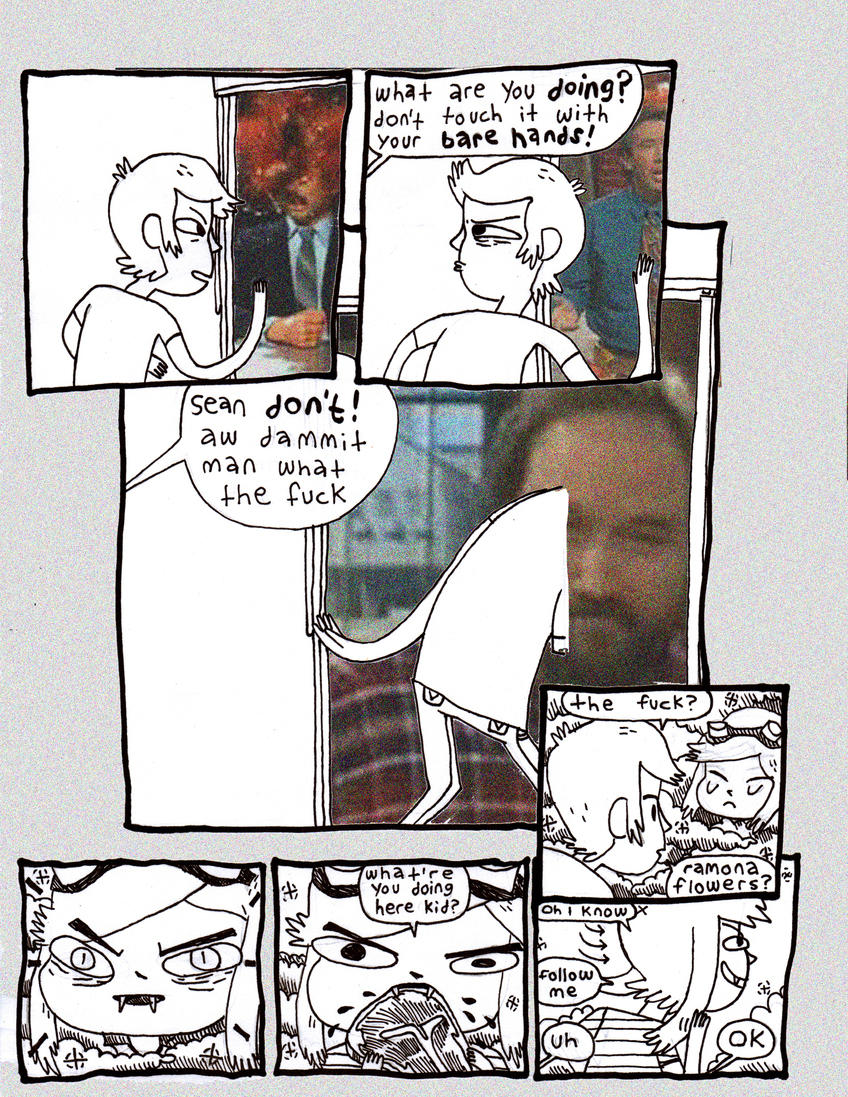 what are you doing?
don't touch it with
your bare hands!
sean don't!
aw dammit
man what
the fuck
the fuck?
ramona
flowers?
what're
you doing
here kid?
oh i know
follow
me
uh
OK